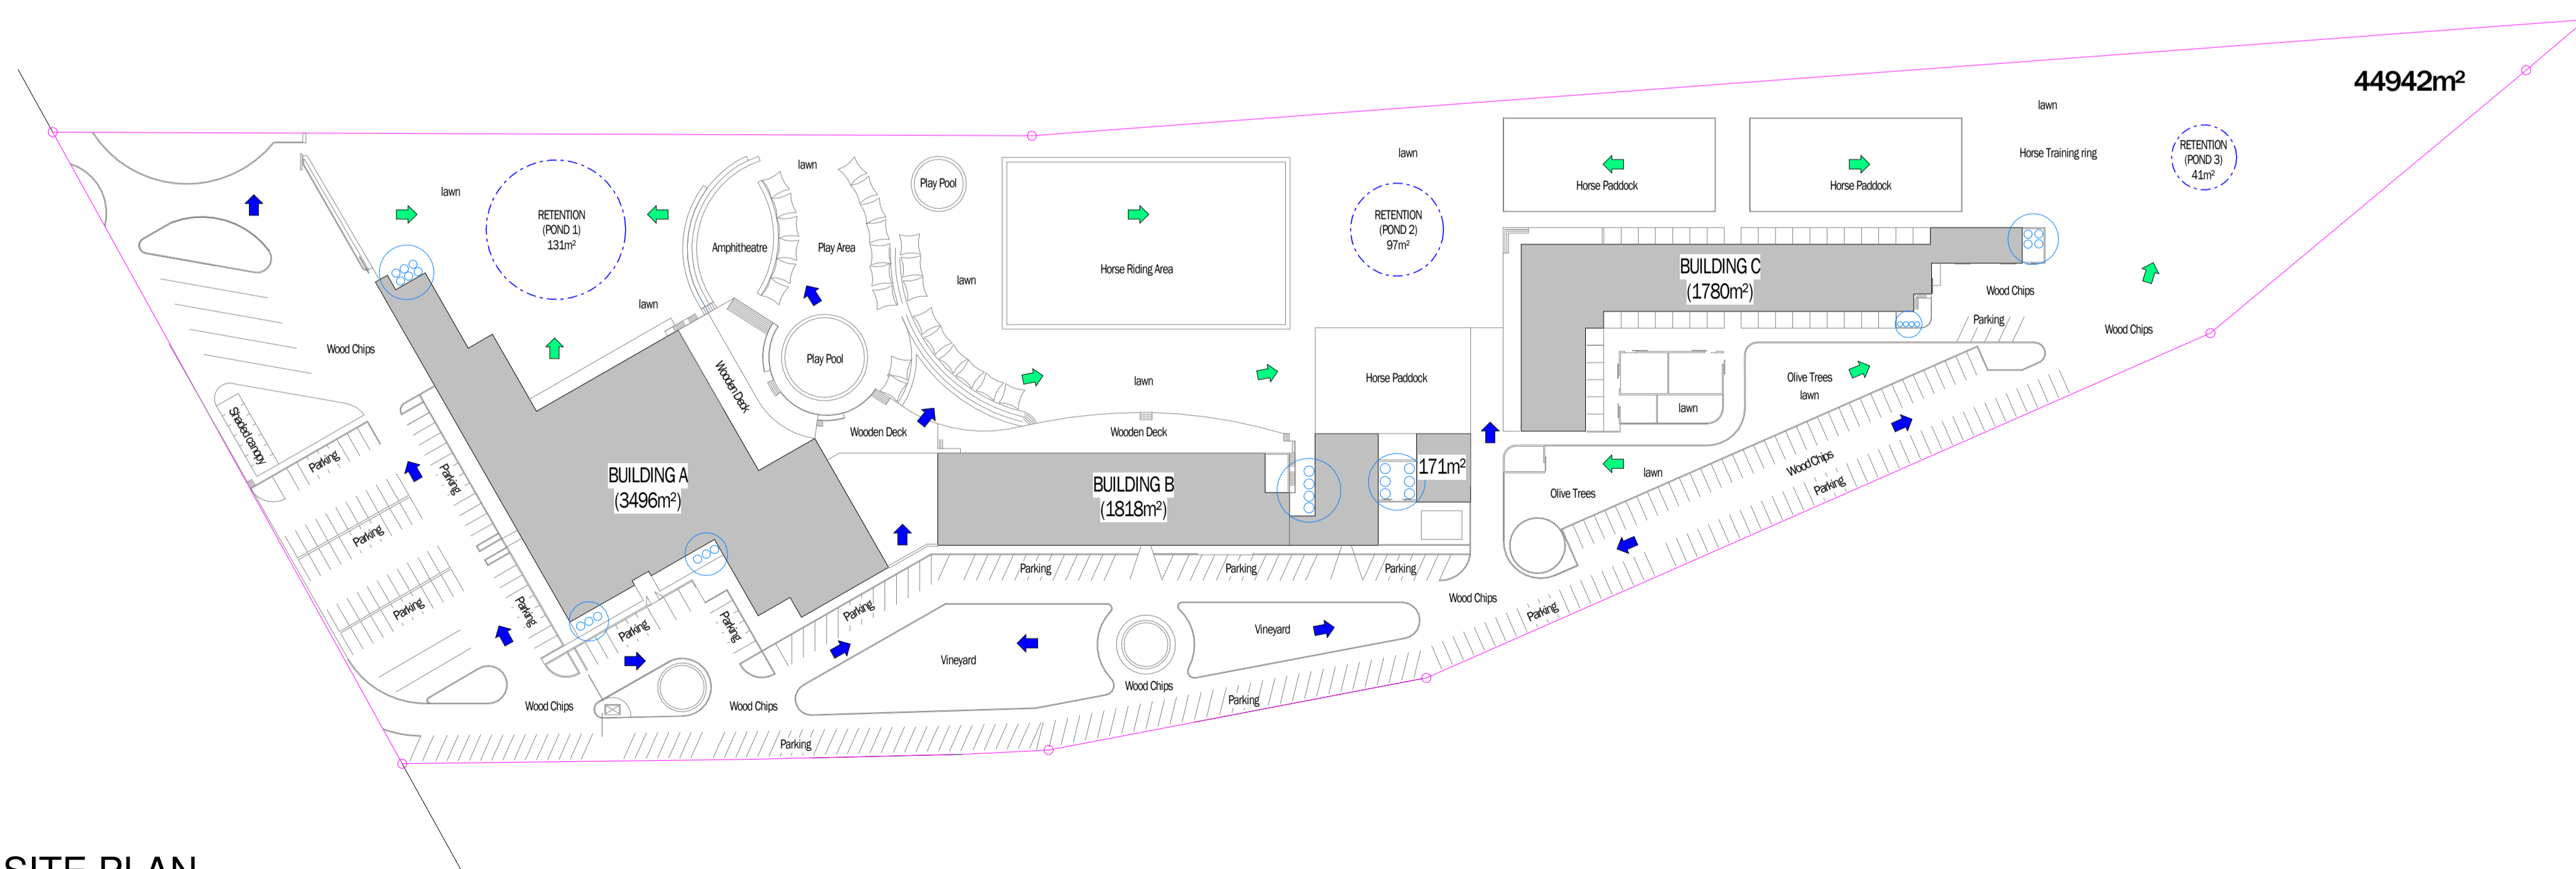 44942m²
lawn
RETENTION
(POND 3)
41m²
Horse Training ring
lawn
lawn
lawn
Play Pool
Horse Paddock
Horse Paddock
RETENTION
(POND 1)
131m²
RETENTION
(POND 2)
97m²
Amphitheatre
Play Area
Horse Riding Area
lawn
BUILDING C
(1780m²)
Wood Chips
lawn
Parking
Wood Chips
Wood Chips
Play Pool
Wooden Deck
lawn
Horse Paddock
Olive Trees
lawn
lawn
Shaded canopy
Wooden Deck
Wooden Deck
Parking
Parking
BUILDING A
(3496m²)
BUILDING B
(1818m²)
171m²
lawn
Olive Trees
Wood Chips
Parking
Parking
Parking
Parking
Parking
Parking
Parking
Parking
Parking
Parking
Parking
Wood Chips
Parking
Vineyard
Vineyard
Wood Chips
Wood Chips
Wood Chips
Parking
Parking
SITE PLAN